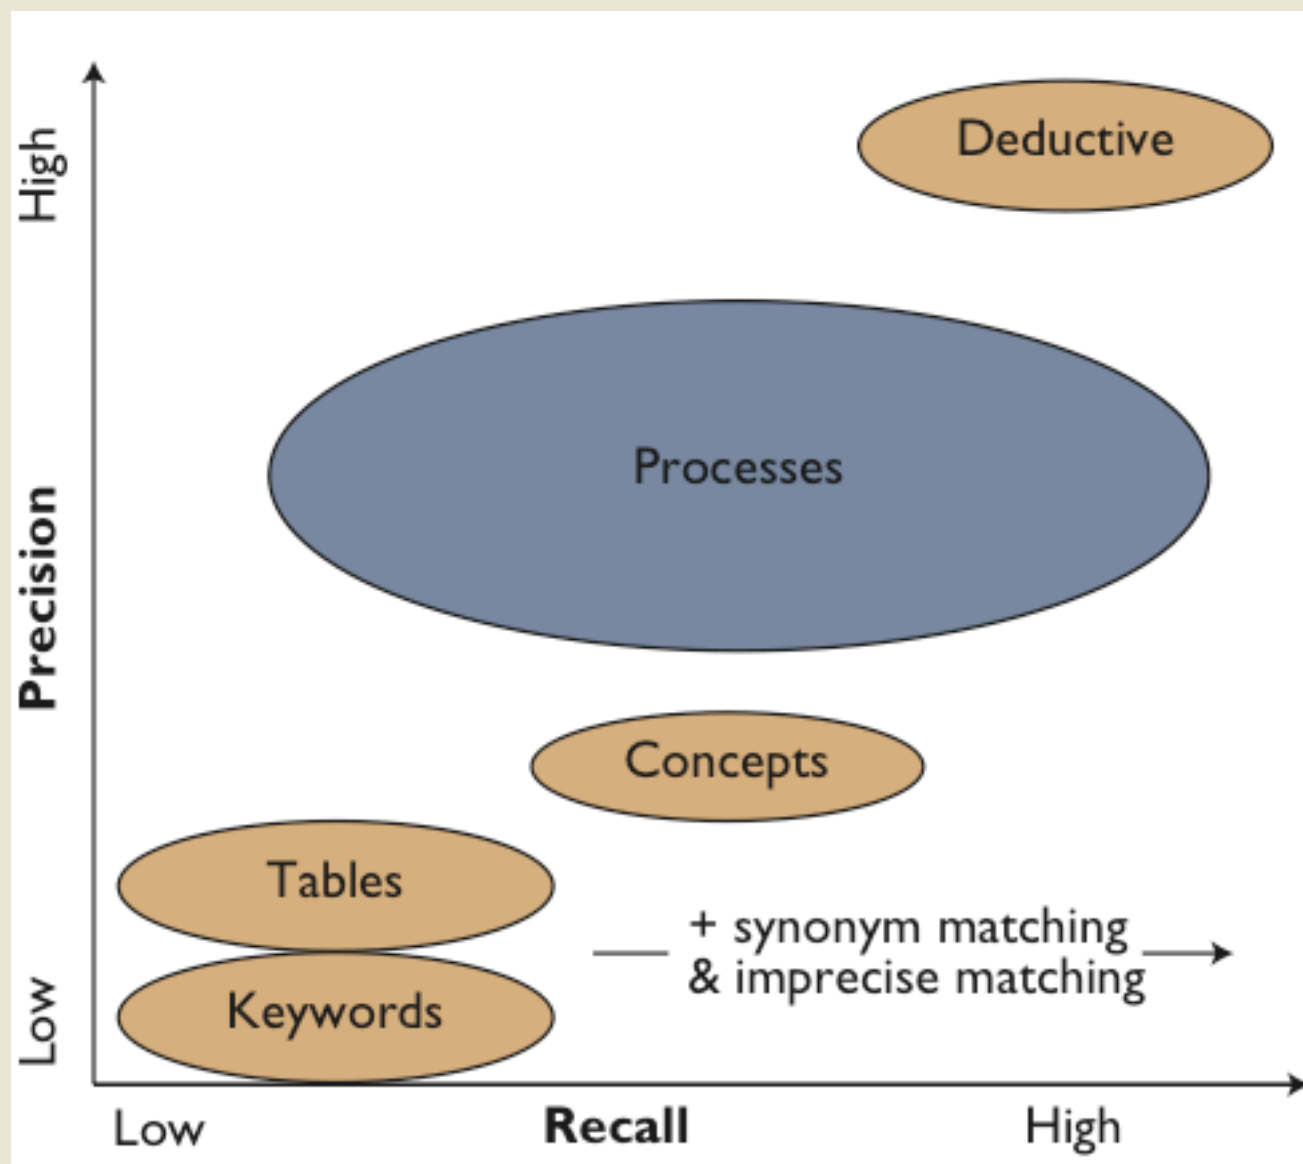 High
Deductive
Processes
Precision
Concepts
Tables
+ synonym matching
& imprecise matching
Keywords
Low
Low
Recall
High